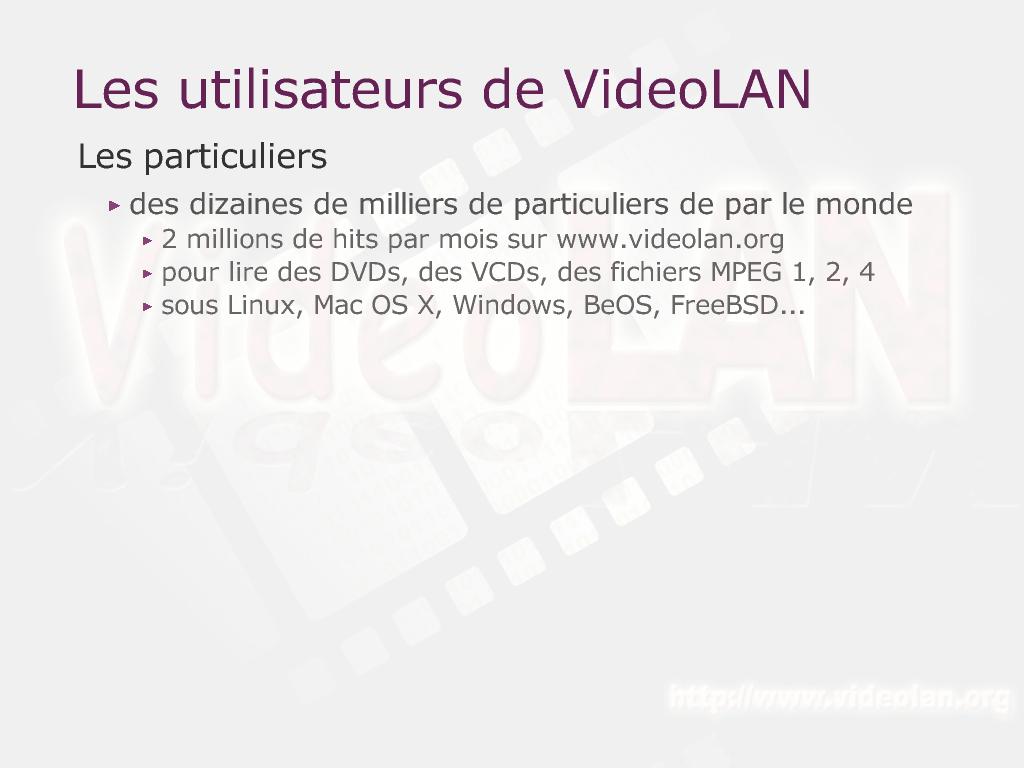 Les utilisateurs de VideoLAN
Les particuliers
des dizaines de milliers de particuliers de par le monde
2 millions de hits par mois sur www.videolan.org
pour lire des DVDs, des VCDs, des fichiers MPEG 1, 2, 4
sous Linux, Mac OS X, Windows, BeOS, FreeBSD...
VideoLAN
http://www.videolan.org